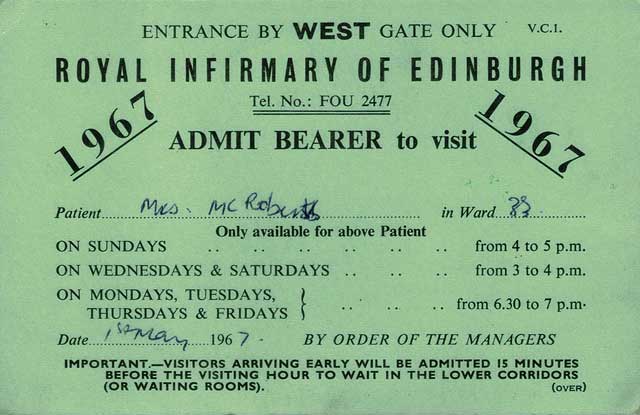 ENTRANCE BY WEST GATE ONLY V.C.1.
ROYAL INFIRMARY OF EDINBURGH
Tel. No.: FOU 2477
1967 1967
ADMIT BEARER to visit
Patient Mrs. McRoberts in Ward 33
Only available for above Patient
ON SUNDAYS .. .. .. .. .. from 4 to 5 p.m.
ON WEDNESDAYS & SATURDAYS .. .. from 3 to 4 p.m.
ON MONDAYS, TUESDAYS, THURSDAYS & FRIDAYS } .. .. .. from 6.30 to 7 p.m.
Date 1st May 1967. BY ORDER OF THE MANAGERS
IMPORTANT.—VISITORS ARRIVING EARLY WILL BE ADMITTED 15 MINUTES
BEFORE THE VISITING HOUR TO WAIT IN THE LOWER CORRIDORS
(OR WAITING ROOMS). (OVER)